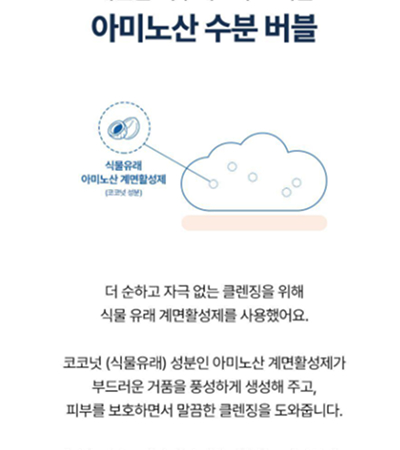 아미노산 수분 버블
식물유래
아미노산 계면활성제
(코코넛 성분)
더 순하고 자극 없는 클렌징을 위해
식물 유래 계면활성제를 사용했어요.
코코넛 (식물유래) 성분인 아미노산 계면활성제가
부드러운 거품을 풍성하게 생성해 주고,
피부를 보호하면서 말끔한 클렌징을 도와줍니다.